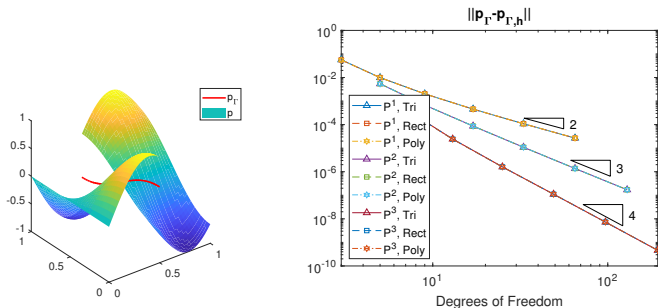 p_Γ
p
1
0.5
0
-0.5
-1
1
0.5
0
0
0.5
1
||p_Γ-p_Γ,h||
10^0
10^-2
10^-4
10^-6
10^-8
10^-10
P^1, Tri
P^1, Rect
P^1, Poly
P^2, Tri
P^2, Rect
P^2, Poly
P^3, Tri
P^3, Rect
P^3, Poly
2
3
4
10^1
10^2
Degrees of Freedom